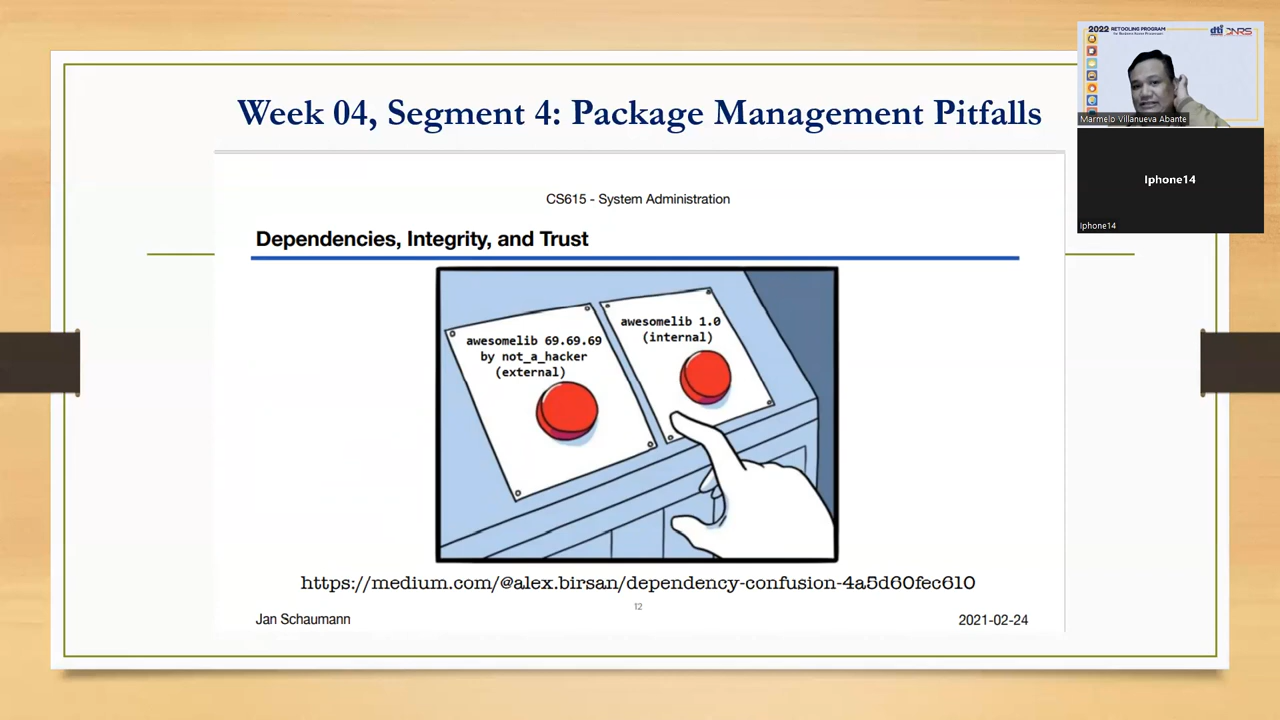 Week 04, Segment 4: Package Management Pitfalls
CS615 - System Administration
Dependencies, Integrity, and Trust
awesomelib 69.69.69
by not_a_hacker
(external)
awesomelib 1.0
(internal)
https://medium.com/@alex.birsan/dependency-confusion-4a5d60fec610
12
Jan Schaumann
2021-02-24
2022 RETOOLING PROGRAM
dti
Marmelo Villanueva Abante
Iphone14
Iphone14